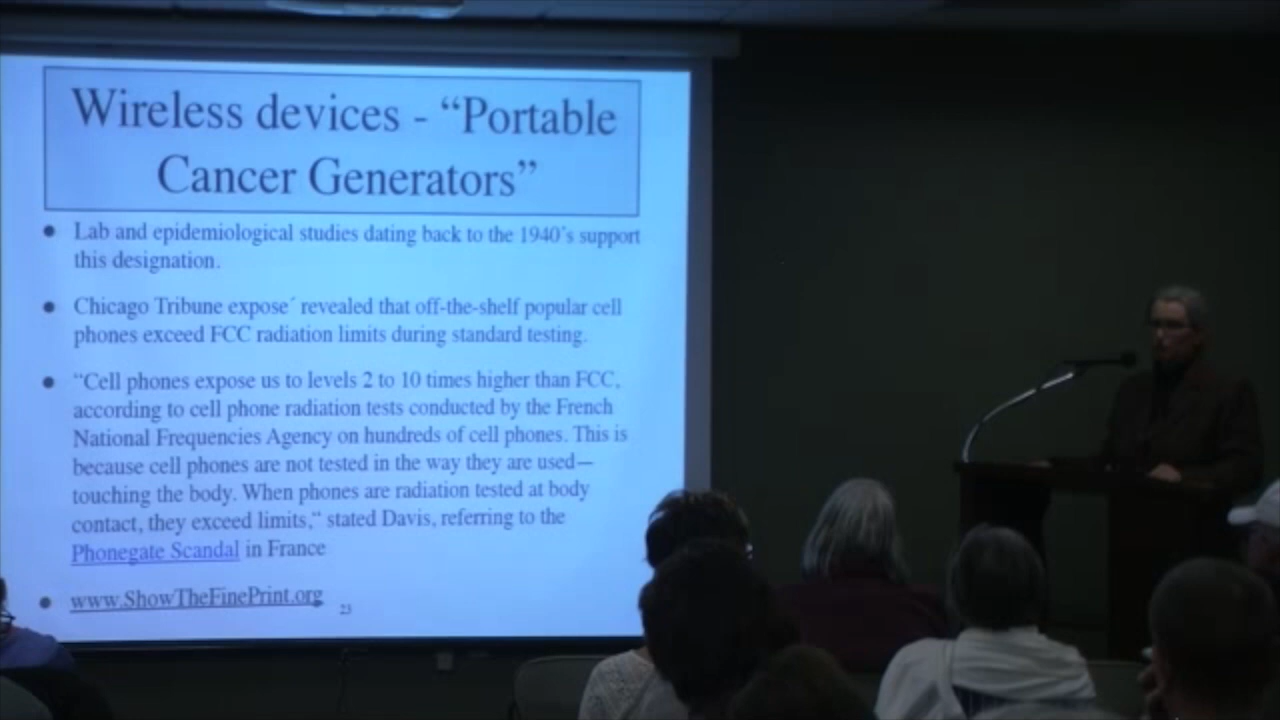 Wireless devices - “Portable
Cancer Generators”
• Lab and epidemiological studies dating back to the 1940´s support
this designation.
• Chicago Tribune expose´ revealed that off-the-shelf popular cell
phones exceed FCC radiation limits during standard testing.
• “Cell phones expose us to levels 2 to 10 times higher than FCC,
according to cell phone radiation tests conducted by the French
National Frequencies Agency on hundreds of cell phones. This is
because cell phones are not tested in the way they are used—
touching the body. When phones are radiation tested at body
contact, they exceed limits,“ stated Davis, referring to the
Phonegate Scandal in France
• www.ShowTheFinePrint.org
23